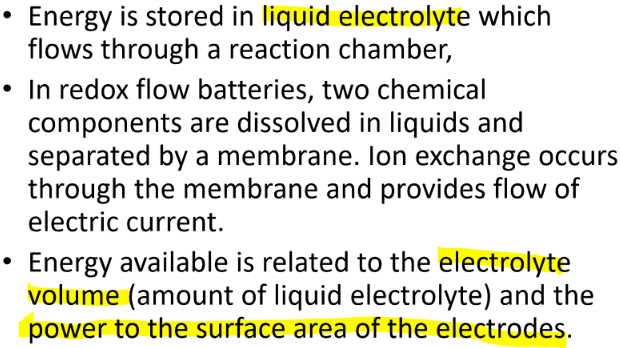 • Energy is stored in liquid electrolyte which
flows through a reaction chamber,
• In redox flow batteries, two chemical
components are dissolved in liquids and
separated by a membrane. Ion exchange occurs
through the membrane and provides flow of
electric current.
• Energy available is related to the electrolyte
volume (amount of liquid electrolyte) and the
power to the surface area of the electrodes.